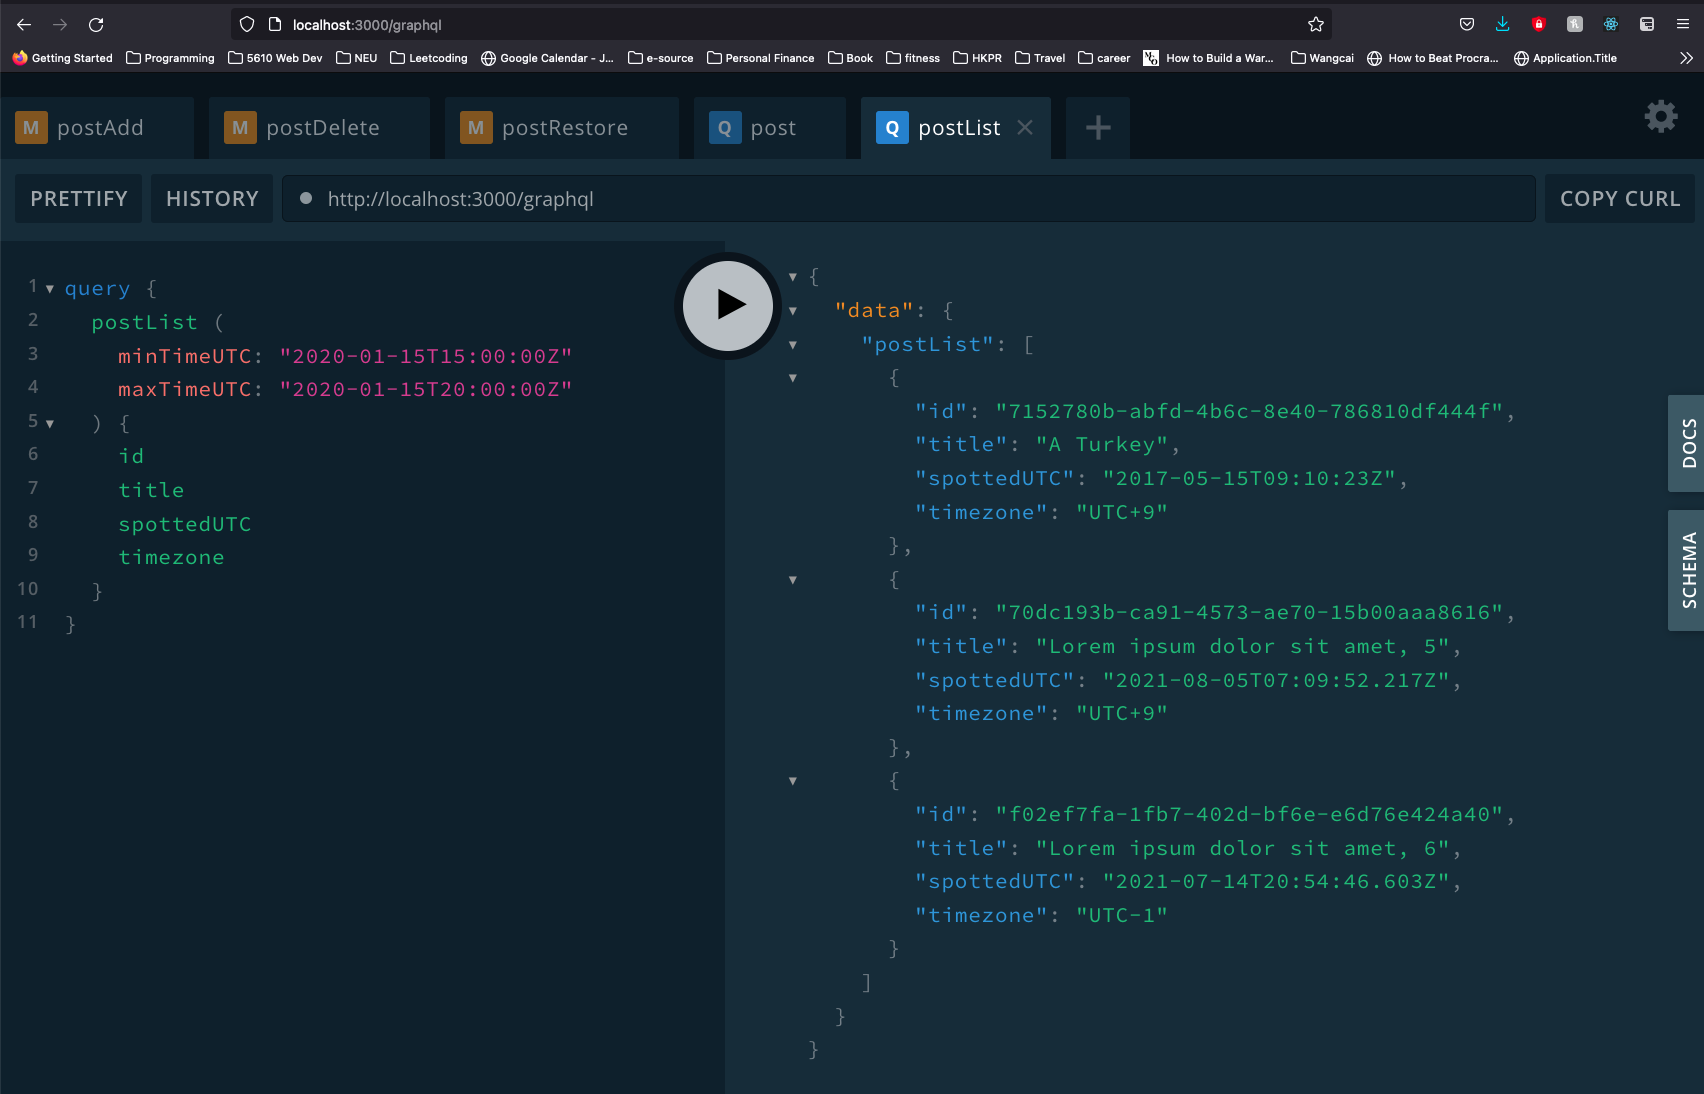 localhost:3000/graphql
Getting Started Programming 5610 Web Dev NEU Leetcoding Google Calendar - J... e-source Personal Finance Book fitness HKPR Travel career How to Build a War... Wangcai How to Beat Procra... Application.Title
M postAdd M postDelete M postRestore Q post Q postList
PRETTIFY HISTORY http://localhost:3000/graphql COPY CURL
1 query {
2 postList (
3 minTimeUTC: "2020-01-15T15:00:00Z"
4 maxTimeUTC: "2020-01-15T20:00:00Z"
5 ) {
6 id
7 title
8 spottedUTC
9 timezone
10 }
11 }
{
"data": {
"postList": [
{
"id": "7152780b-abfd-4b6c-8e40-786810df444f",
"title": "A Turkey",
"spottedUTC": "2017-05-15T09:10:23Z",
"timezone": "UTC+9"
},
{
"id": "70dc193b-ca91-4573-ae70-15b00aaa8616",
"title": "Lorem ipsum dolor sit amet, 5",
"spottedUTC": "2021-08-05T07:09:52.217Z",
"timezone": "UTC+9"
},
{
"id": "f02ef7fa-1fb7-402d-bf6e-e6d76e424a40",
"title": "Lorem ipsum dolor sit amet, 6",
"spottedUTC": "2021-07-14T20:54:46.603Z",
"timezone": "UTC-1"
}
]
}
}
DOCS
SCHEMA